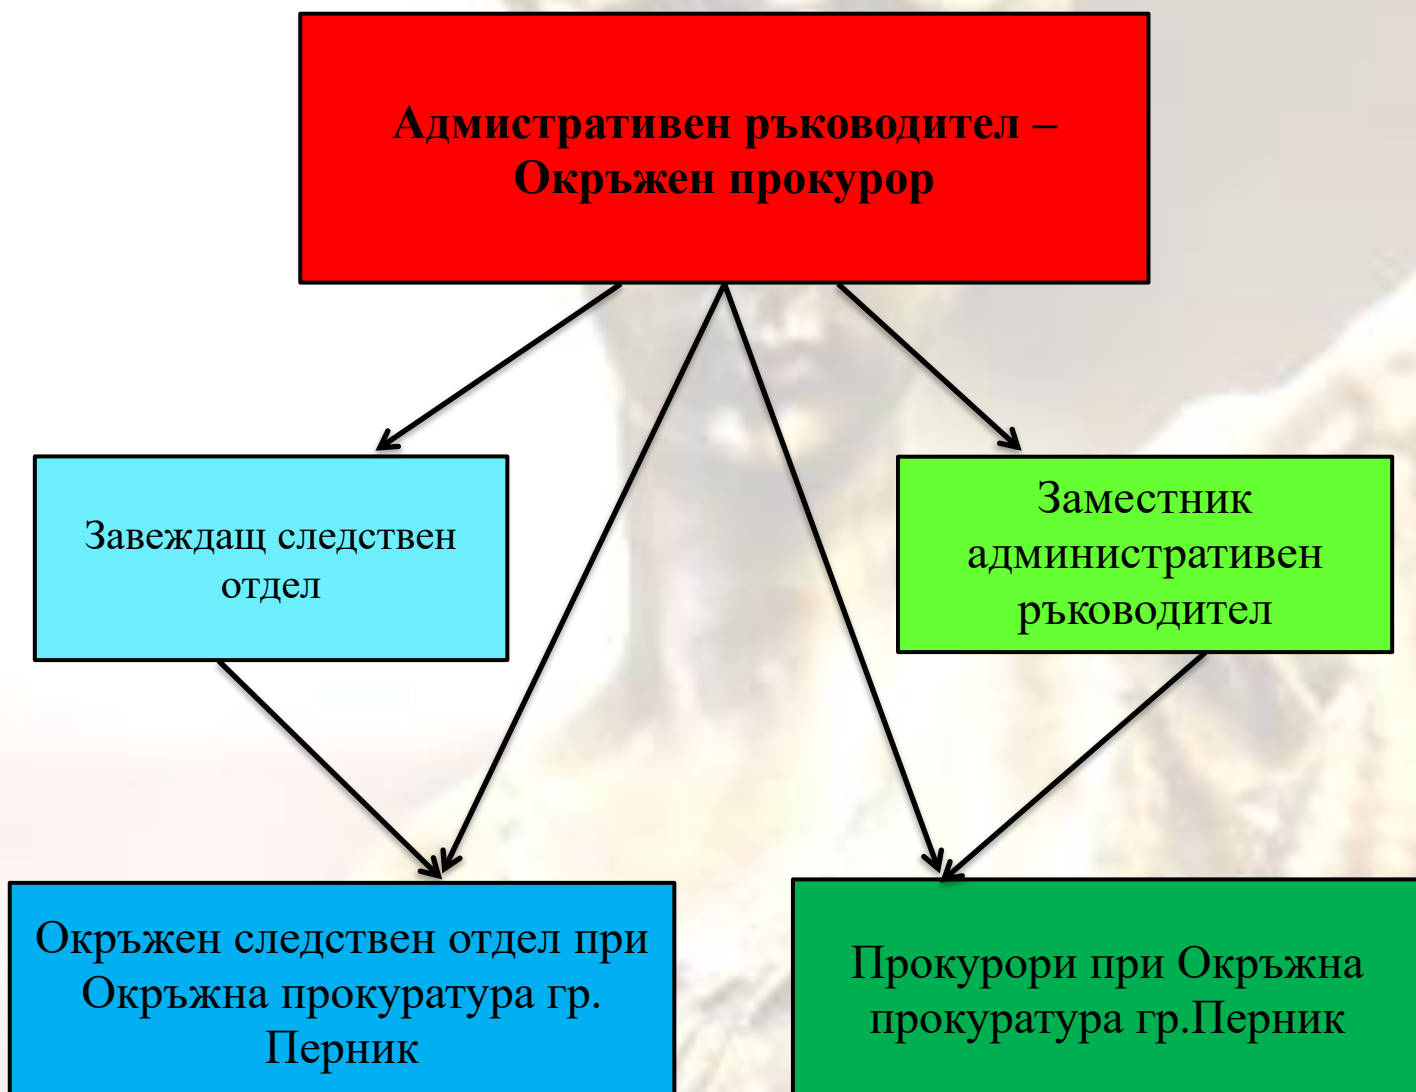 Адмистративен ръководител –
Окръжен прокурор
Завеждащ следствен
отдел
Заместник
административен
ръководител
Окръжен следствен отдел при
Окръжна прокуратура гр.
Перник
Прокурори при Окръжна
прокуратура гр.Перник